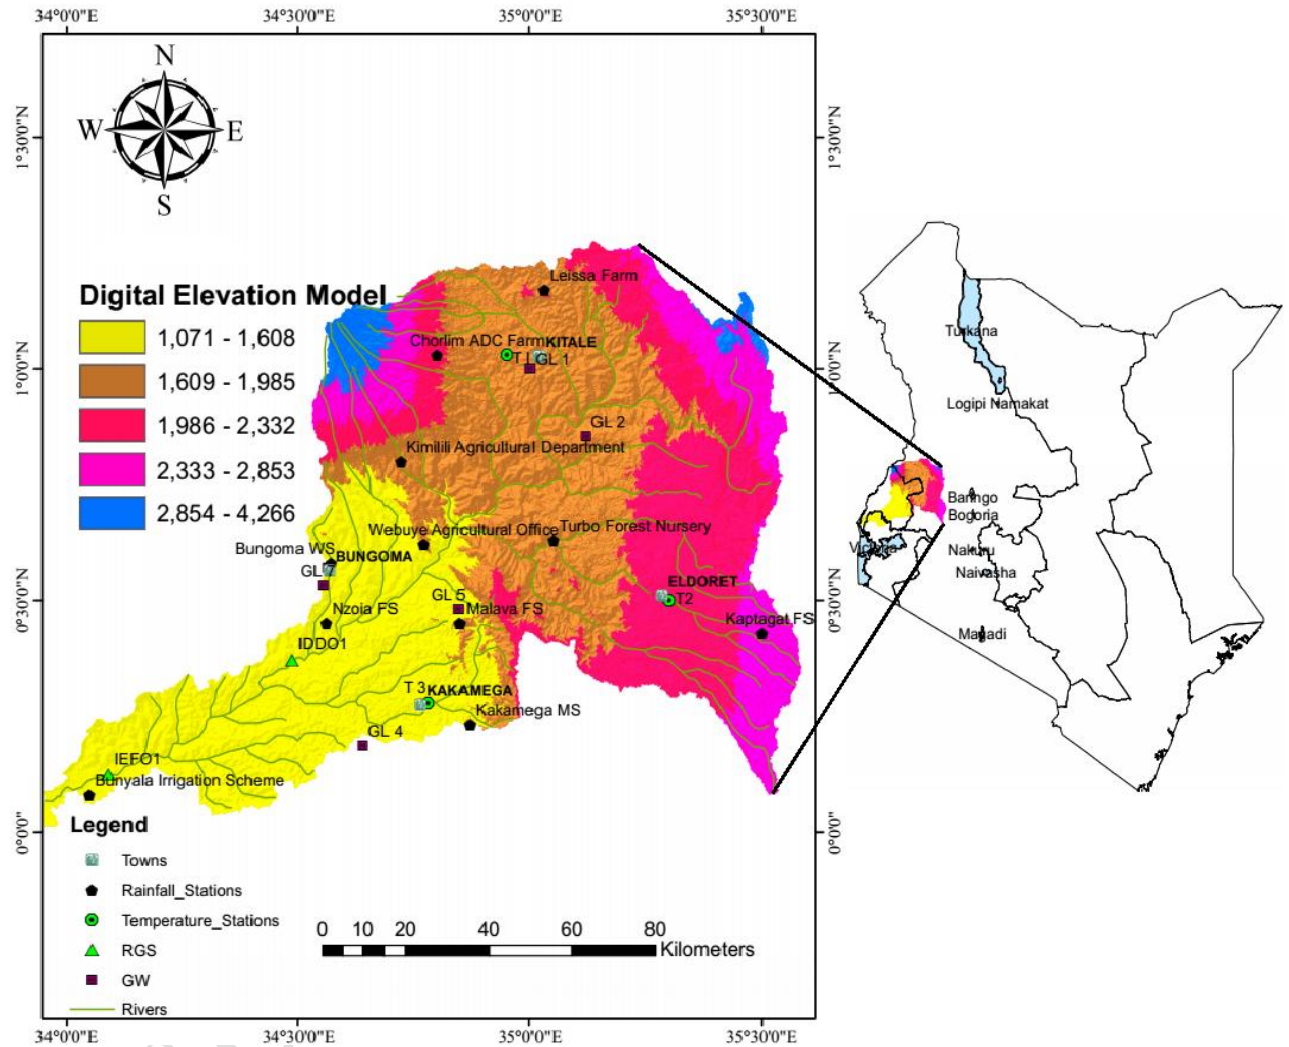 34°0'0"E 34°30'0"E 35°0'0"E 35°30'0"E
N
W E
S
1°30'0"N 1°30'0"N
1°0'0"N 1°0'0"N
0°30'0"N 0°30'0"N
0°0'0" 0°0'0"
Digital Elevation Model
1,071 - 1,608
1,609 - 1,985
1,986 - 2,332
2,333 - 2,853
2,854 - 4,266
Leissa Farm
Chorlim ADC Farm KITALE
GL 1
GL 2
Kimilili Agricultural Department
Webuye Agricultural Office Turbo Forest Nursery
Bungoma WS BUNGOMA
GL
ELDORET
T2
GL 5
Nzoia FS Malava FS
Kaptagat FS
IDD01
T 3 KAKAMEGA
Kakamega MS
GL 4
IEF01
Bunyala Irrigation Scheme
Legend
Towns
Rainfall_Stations
Temperature_Stations
RGS
GW
Rivers
0 10 20 40 60 80
Kilometers
34°0'0"E 34°30'0"E 35°0'0"E 35°30'0"E
Turkana
Logipi Namakat
Baringo
Bogoria
Nakuru
Naivasha
Magadi